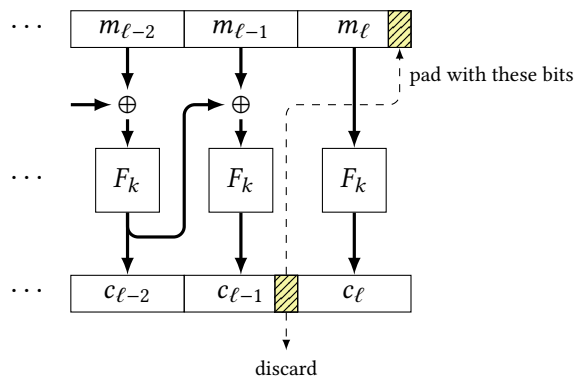 ⋯ m_{ℓ−2} m_{ℓ−1} m_ℓ
pad with these bits
⊕ ⊕
⋯ F_k F_k F_k
⋯ c_{ℓ−2} c_{ℓ−1} c_ℓ
discard